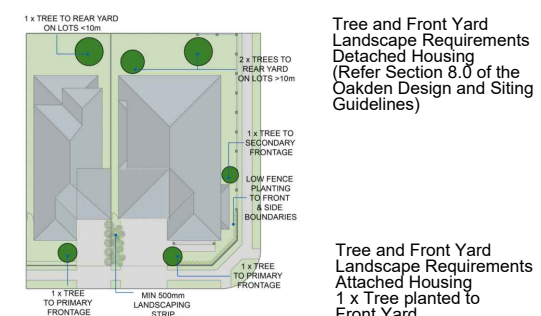 1 x TREE TO REAR YARD
ON LOTS <10m
2 x TREES TO
REAR YARD
ON LOTS >10m
1 x TREE TO
SECONDARY
FRONTAGE
LOW FENCE
PLANTING
TO FRONT
& SIDE
BOUNDARIES
1 x TREE
TO PRIMARY
FRONTAGE
MIN 500mm
LANDSCAPING
STRIP
1 x TREE
TO PRIMARY
FRONTAGE
Tree and Front Yard
Landscape Requirements
Detached Housing
(Refer Section 8.0 of the
Oakden Design and Siting
Guidelines)
Tree and Front Yard
Landscape Requirements
Attached Housing
1 x Tree planted to
Front Yard